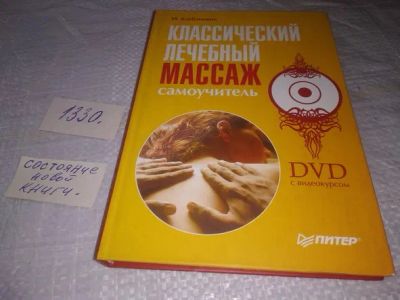 КЛАССИЧЕСКИЙ
ЛЕЧЕБНЫЙ
МАССАЖ
самоучитель
DVD
с видеокурсом
ПИТЕР
1330.
состояние
новой
книги.